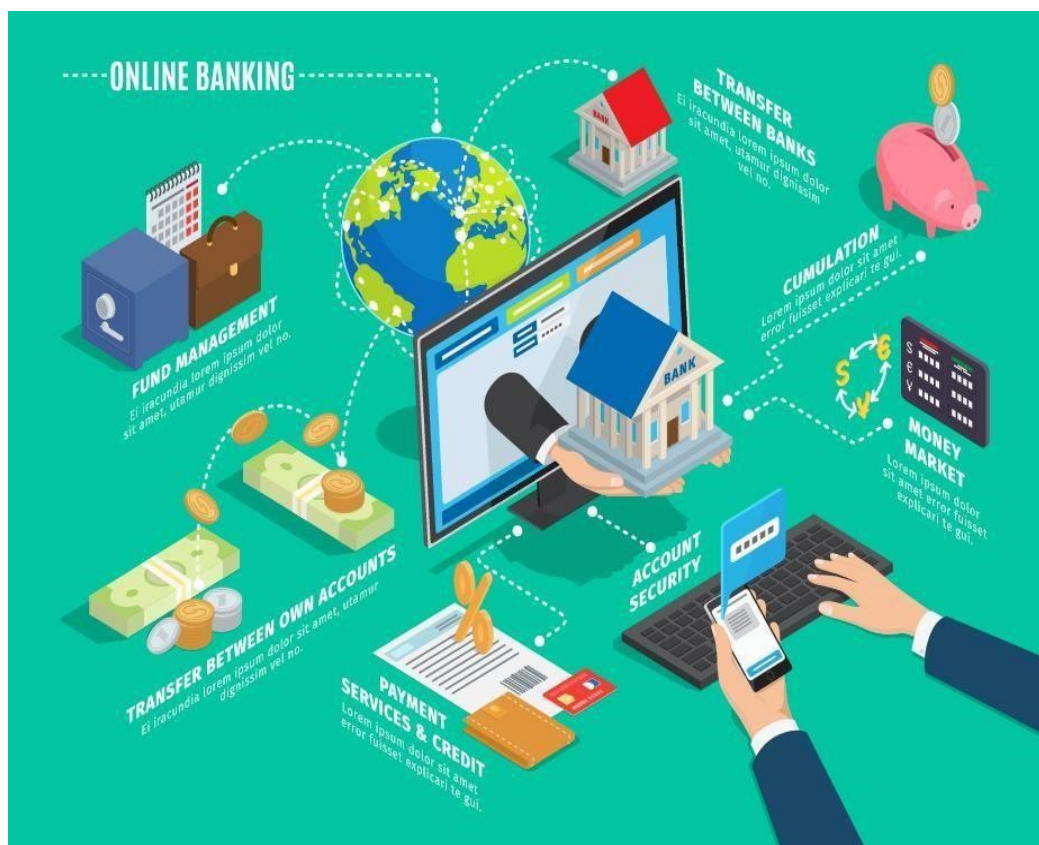 ONLINE BANKING
TRANSFER
BETWEEN BANKS
Ei iracundia lorem ipsum dolor
sit amet, utamur dignissim
vel no.
BANK
CUMULATION
Lorem ipsum dolor sit amet
error fuisset explicari te gui.
FUND MANAGEMENT
Ei iracundia lorem ipsum dolor
sit amet, utamur dignissim vel no.
BANK
$
€
¥
$
€
¥
MONEY
MARKET
Lorem ipsum dolor
sit amet error fuisset
explicari te gui.
TRANSFER BETWEEN OWN ACCOUNTS
Ei iracundia lorem ipsum dolor sit amet, utamur
dignissim vel no.
ACCOUNT
SECURITY
%
PAYMENT
SERVICES & CREDIT
Lorem ipsum dolor sit amet
error fuisset explicari te gui.